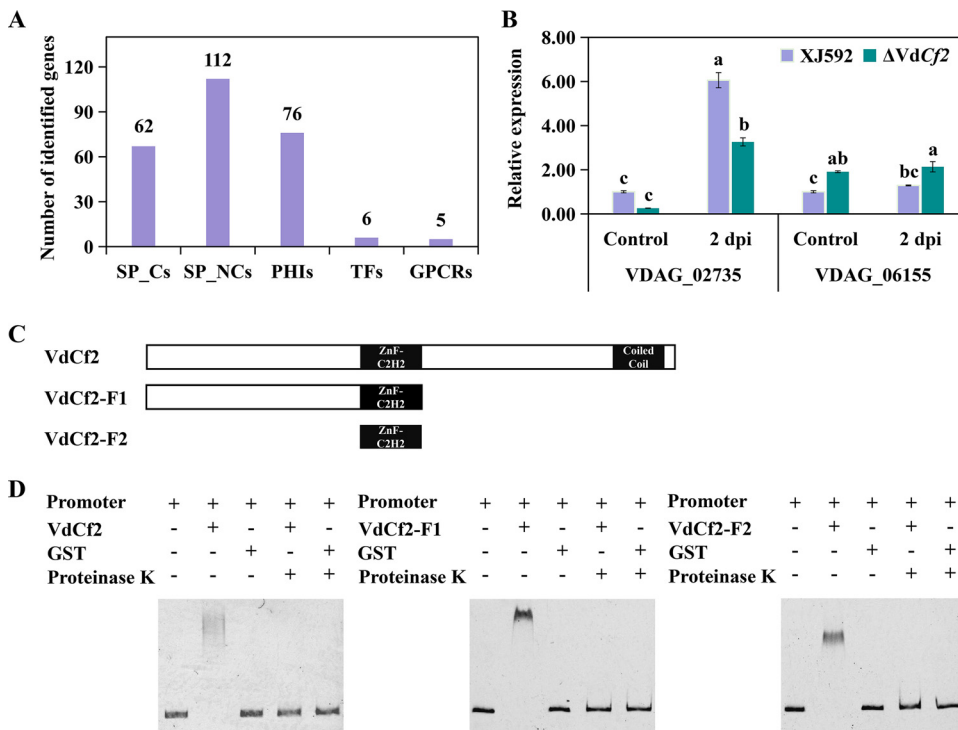 A
Number of identified genes
120
90
60
30
0
62
112
76
6
5
SP_Cs
SP_NCs
PHIs
TFs
GPCRs
B
Relative expression
8.00
6.00
4.00
2.00
0.00
XJ592
ΔVdCf2
c
c
a
b
c
ab
bc
a
Control
2 dpi
Control
2 dpi
VDAG_02735
VDAG_06155
C
VdCf2
ZnF-
C2H2
Coiled
Coil
VdCf2-F1
ZnF-
C2H2
VdCf2-F2
ZnF-
C2H2
D
Promoter + + + + +
VdCf2 - + - + -
GST - - + - +
Proteinase K - - - + +
Promoter + + + + +
VdCf2-F1 - + - + -
GST - - + - +
Proteinase K - - - + +
Promoter + + + + +
VdCf2-F2 - + - + -
GST - - + - +
Proteinase K - - - + +